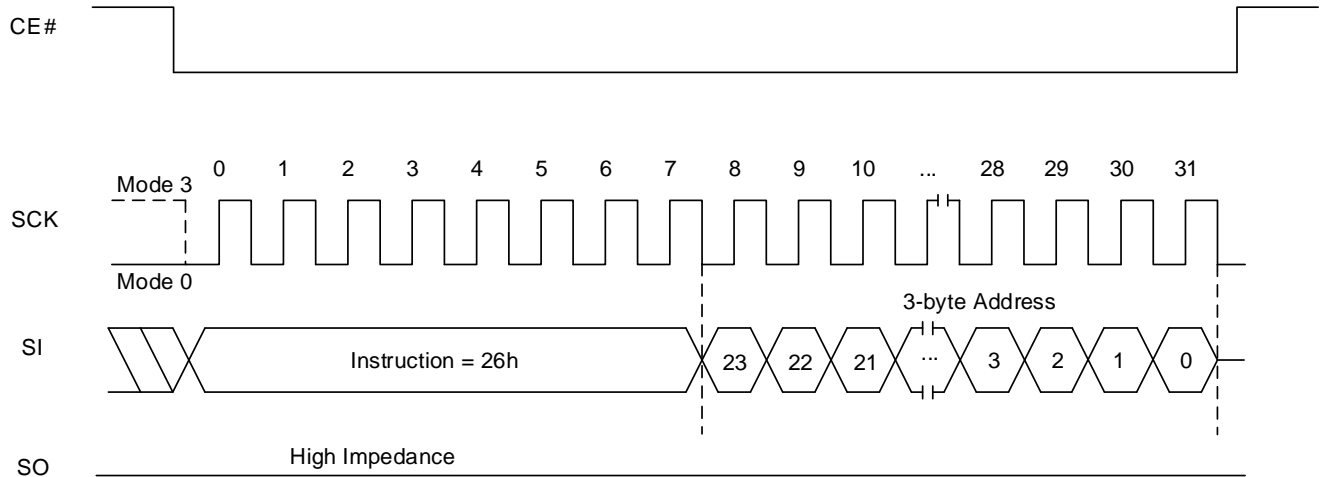 CE#
0 1 2 3 4 5 6 7 8 9 10 ... 28 29 30 31
Mode 3
SCK
Mode 0
3-byte Address
SI
Instruction = 26h
23 22 21 ... 3 2 1 0
High Impedance
SO